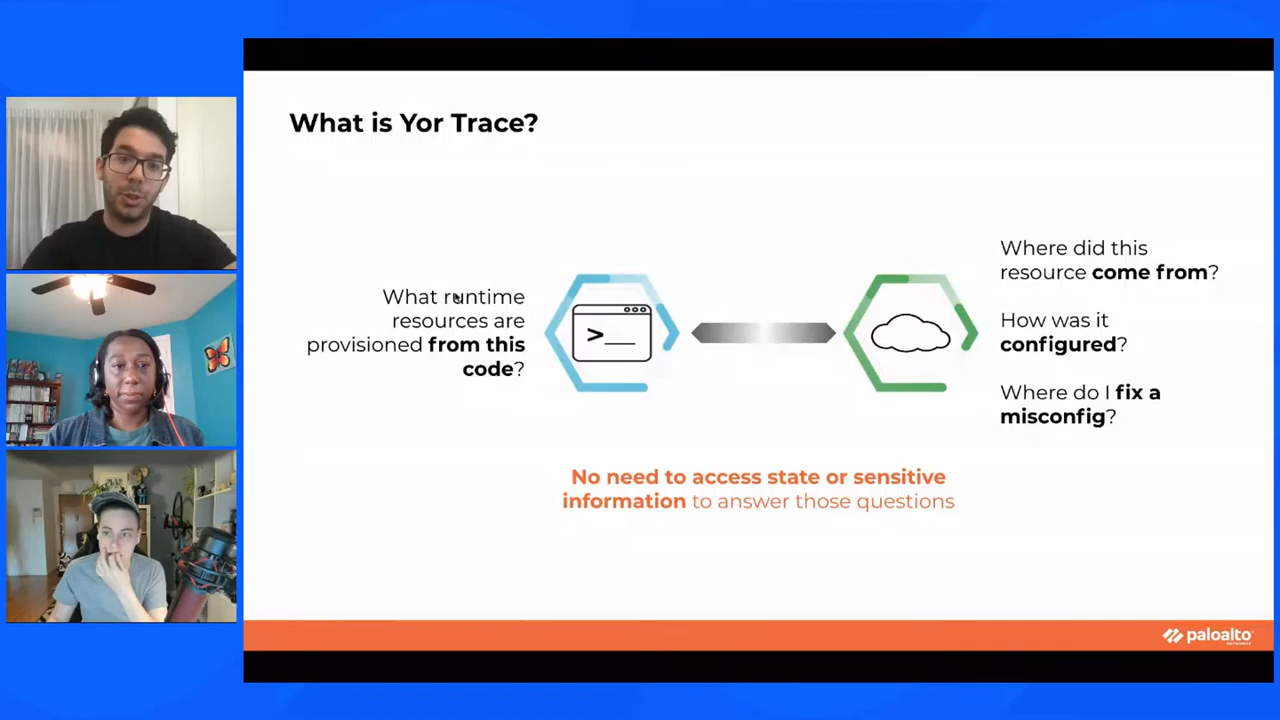 What is Yor Trace?
What runtime
resources are
provisioned from this
code?
>__
Where did this
resource come from?
How was it
configured?
Where do I fix a
misconfig?
No need to access state or sensitive
information to answer those questions
paloalto
NETWORKS